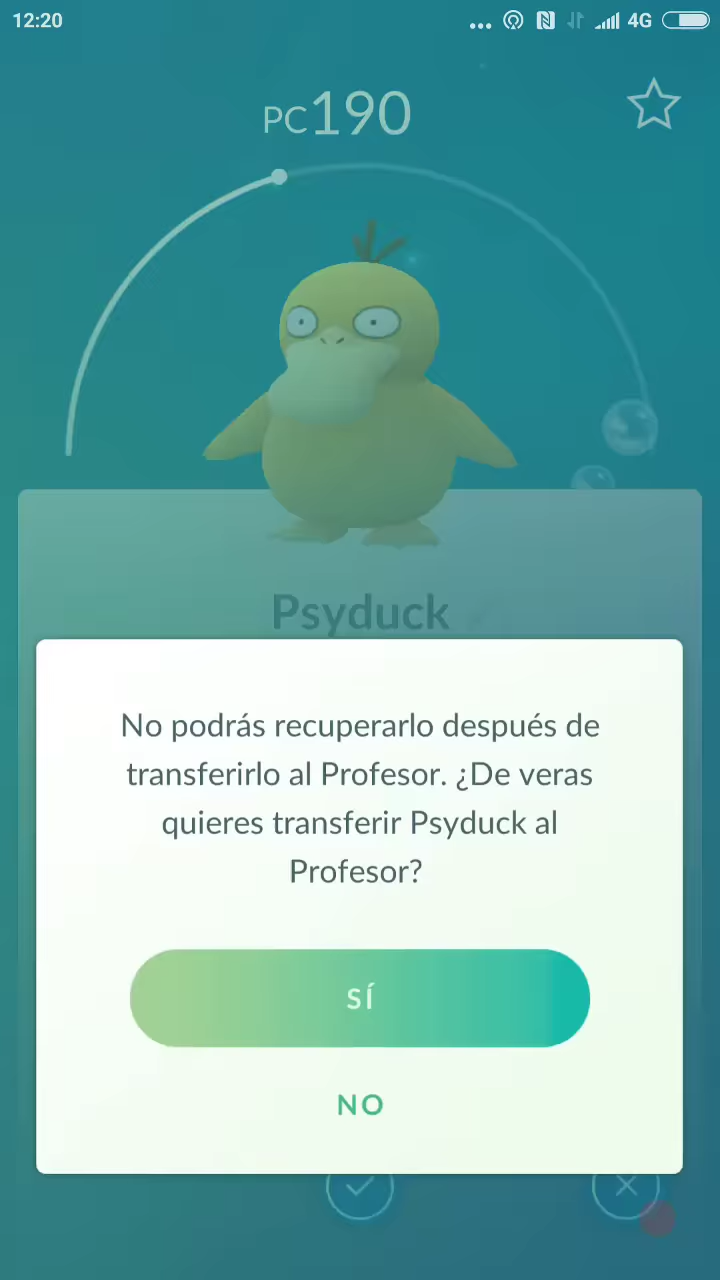 12:20
4G
PC190
Psyduck
No podrás recuperarlo después de
transferirlo al Profesor. ¿De veras
quieres transferir Psyduck al
Profesor?
SÍ
NO